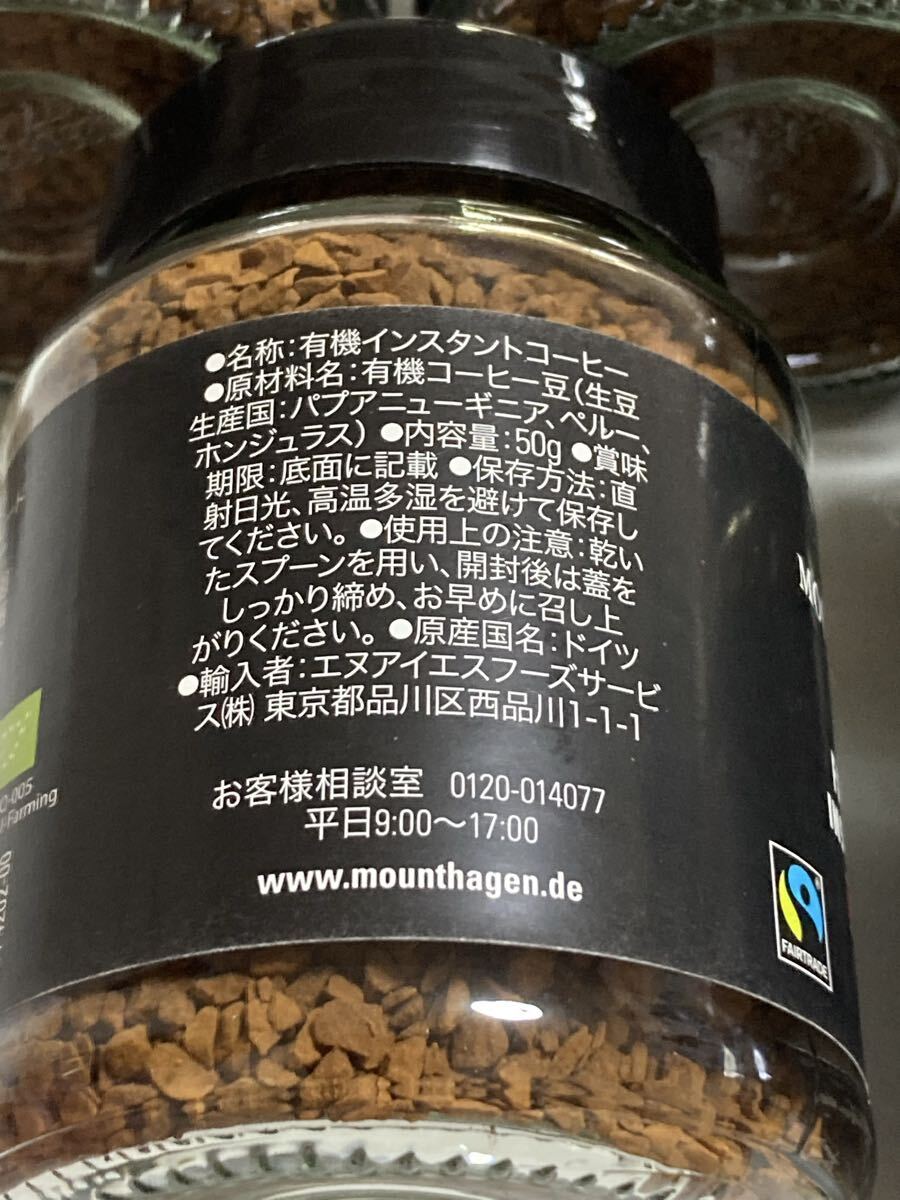 ●名称:有機インスタントコーヒー
●原材料名:有機コーヒー豆(生豆
生産国:パプアニューギニア、ペルー、
ホンジュラス) ●内容量:50g ●賞味
期限:底面に記載 ●保存方法:直
射日光、高温多湿を避けて保存し
てください。 ●使用上の注意:乾い
たスプーンを用い、開封後は蓋を
しっかり締め、お早めに召し上
がりください。 ●原産国名:ドイツ
●輸入者:エヌアイエスフーズサービ
ス(株) 東京都品川区西品川1-1-1
お客様相談室 0120-014077
平日9:00〜17:00
www.mounthagen.de
FAIRTRADE
-005
-Farming